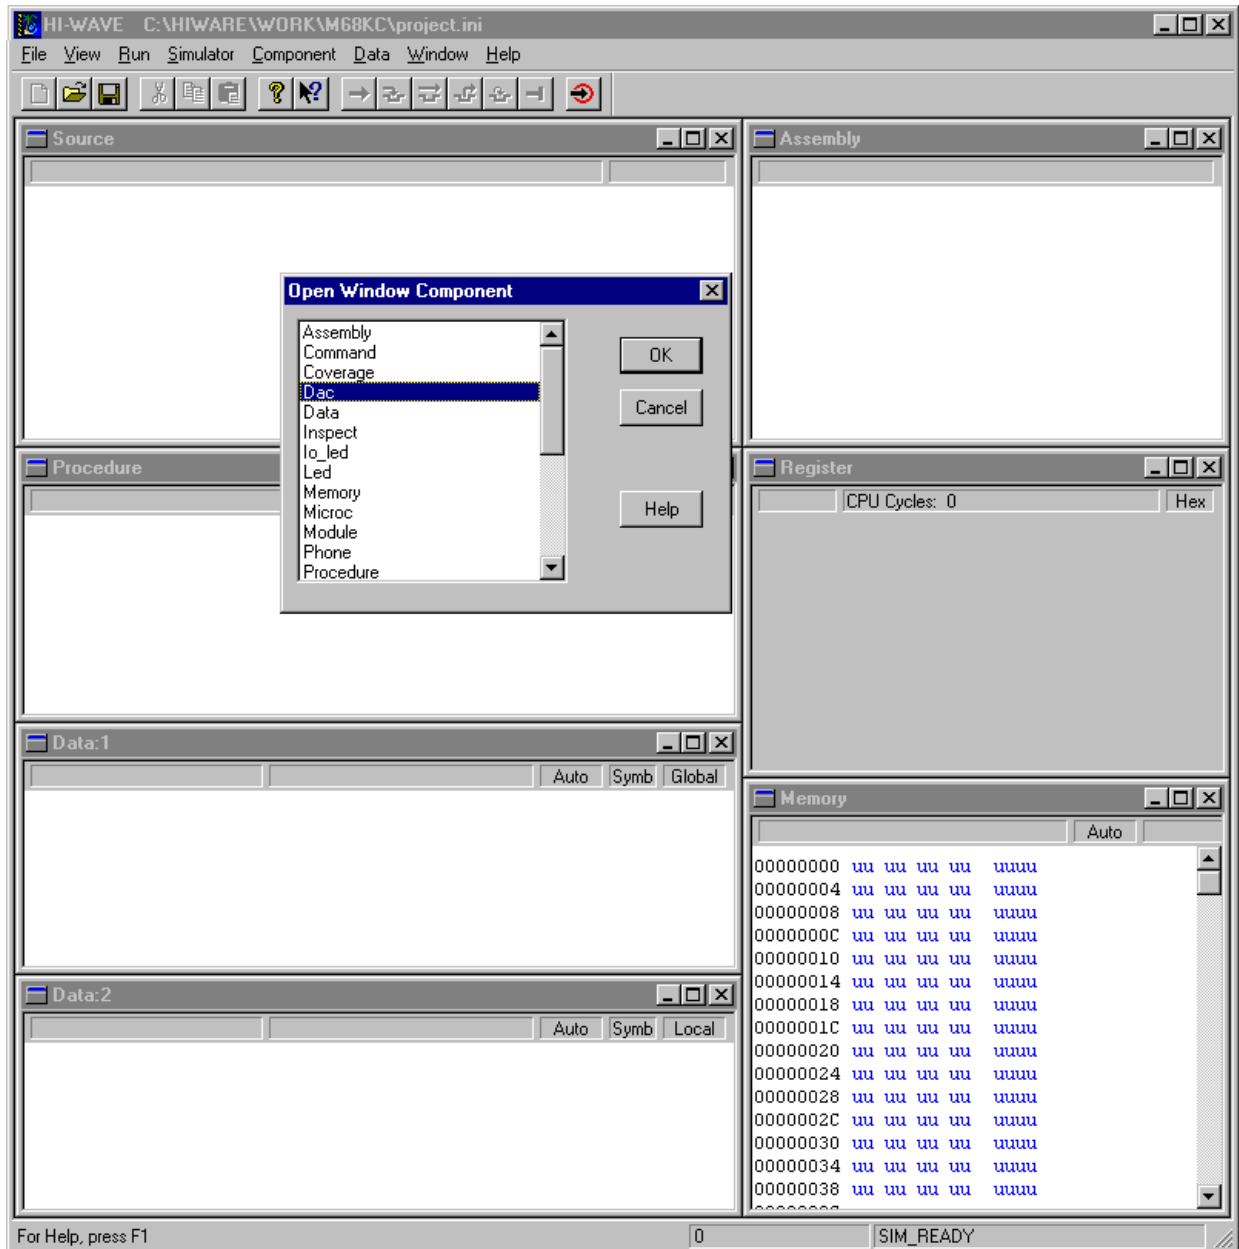 HI-WAVE C:\HIWARE\WORK\M68KC\project.ini
File View Run Simulator Component Data Window Help
Source
Assembly
Open Window Component
Assembly
Command
Coverage
Dac
Data
Inspect
Io_led
Led
Memory
Microc
Module
Phone
Procedure
OK
Cancel
Help
Procedure
Register
CPU Cycles: 0 Hex
Data:1
Auto Symb Global
Memory
Auto
00000000 uu uu uu uu uuuu
00000004 uu uu uu uu uuuu
00000008 uu uu uu uu uuuu
0000000C uu uu uu uu uuuu
00000010 uu uu uu uu uuuu
00000014 uu uu uu uu uuuu
00000018 uu uu uu uu uuuu
0000001C uu uu uu uu uuuu
00000020 uu uu uu uu uuuu
00000024 uu uu uu uu uuuu
00000028 uu uu uu uu uuuu
0000002C uu uu uu uu uuuu
00000030 uu uu uu uu uuuu
00000034 uu uu uu uu uuuu
00000038 uu uu uu uu uuuu
Data:2
Auto Symb Local
For Help, press F1 0 SIM_READY